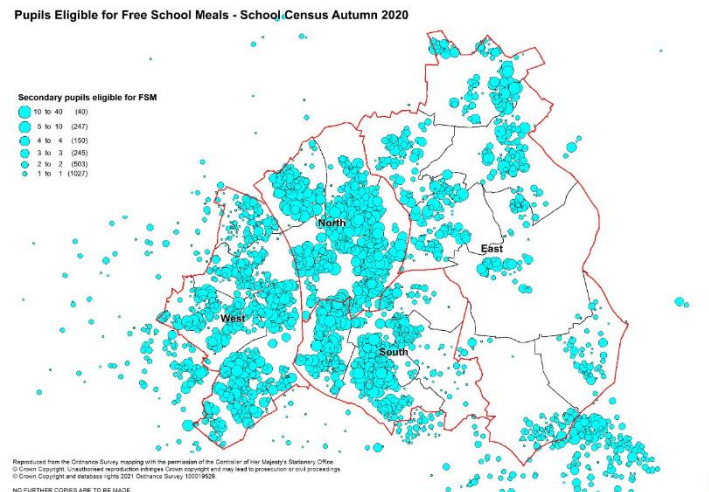 Pupils Eligible for Free School Meals - School Census Autumn 2020
Secondary pupils eligible for FSM
10 to 40 (40)
5 to 10 (247)
4 to 4 (150)
3 to 3 (245)
2 to 2 (503)
1 to 1 (1027)
North
East
West
South
Reproduced from the Ordnance Survey mapping with the permission of the Controller of Her Majesty's Stationery Office
© Crown Copyright. Unauthorised reproduction infringes Crown copyright and may lead to prosecution or civil proceedings.
© Crown Copyright and database rights 2021 Ordnance Survey 100019829.
NO FURTHER COPIES ARE TO BE MADE